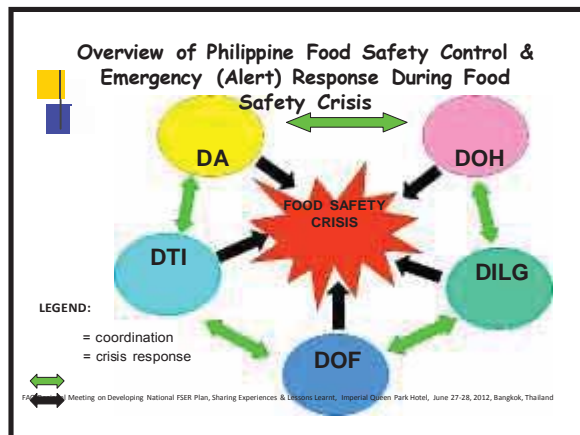 Overview of Philippine Food Safety Control &
Emergency (Alert) Response During Food
Safety Crisis
DA
DOH
FOOD SAFETY
CRISIS
DTI
DILG
DOF
LEGEND:
= coordination
= crisis response
Meeting on Developing National FSER Plan, Sharing Experiences & Lessons Learnt, Imperial Queen Park Hotel, June 27-28, 2012, Bangkok, Thailand